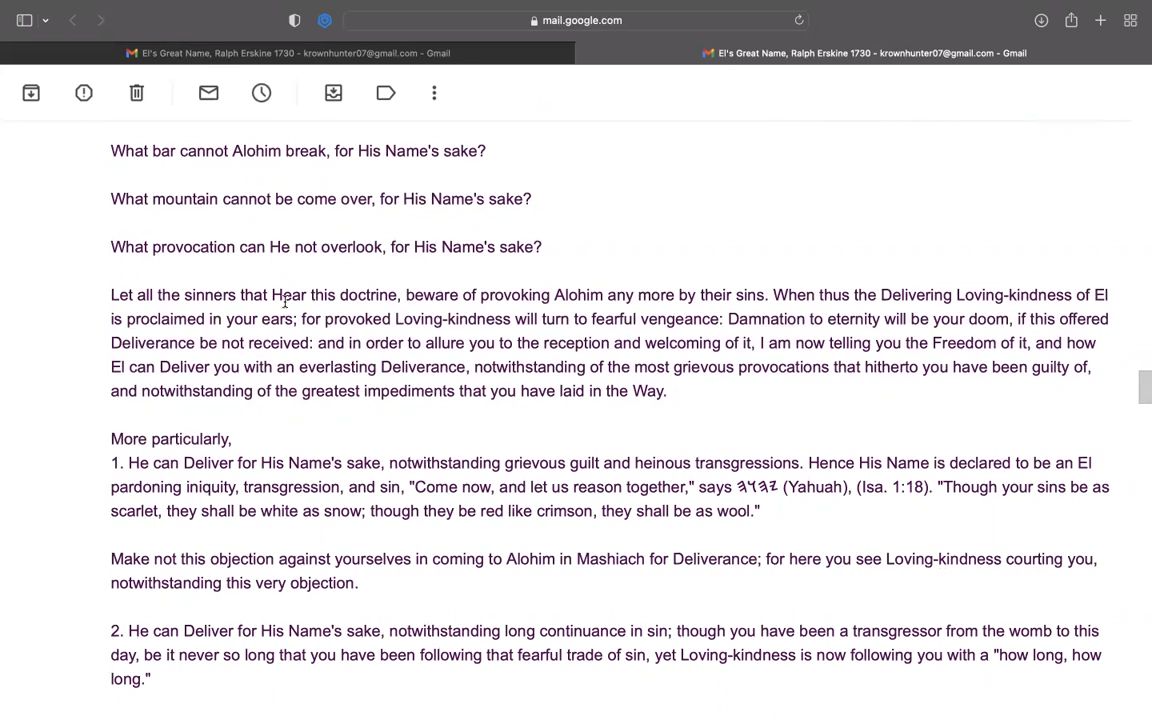 mail.google.com
El's Great Name, Ralph Erskine 1730 - krownhunter07@gmail.com - Gmail
El's Great Name, Ralph Erskine 1730 - krownhunter07@gmail.com - Gmail
What bar cannot Alohim break, for His Name's sake?
What mountain cannot be come over, for His Name's sake?
What provocation can He not overlook, for His Name's sake?
Let all the sinners that Hear this doctrine, beware of provoking Alohim any more by their sins. When thus the Delivering Loving-kindness of El
is proclaimed in your ears; for provoked Loving-kindness will turn to fearful vengeance: Damnation to eternity will be your doom, if this offered
Deliverance be not received: and in order to allure you to the reception and welcoming of it, I am now telling you the Freedom of it, and how
El can Deliver you with an everlasting Deliverance, notwithstanding of the most grievous provocations that hitherto you have been guilty of,
and notwithstanding of the greatest impediments that you have laid in the Way.
More particularly,
1. He can Deliver for His Name's sake, notwithstanding grievous guilt and heinous transgressions. Hence His Name is declared to be an El
pardoning iniquity, transgression, and sin, "Come now, and let us reason together," says 𐤉𐤄𐤅𐤄 (Yahuah), (Isa. 1:18). "Though your sins be as
scarlet, they shall be white as snow; though they be red like crimson, they shall be as wool."
Make not this objection against yourselves in coming to Alohim in Mashiach for Deliverance; for here you see Loving-kindness courting you,
notwithstanding this very objection.
2. He can Deliver for His Name's sake, notwithstanding long continuance in sin; though you have been a transgressor from the womb to this
day, be it never so long that you have been following that fearful trade of sin, yet Loving-kindness is now following you with a "how long, how
long."